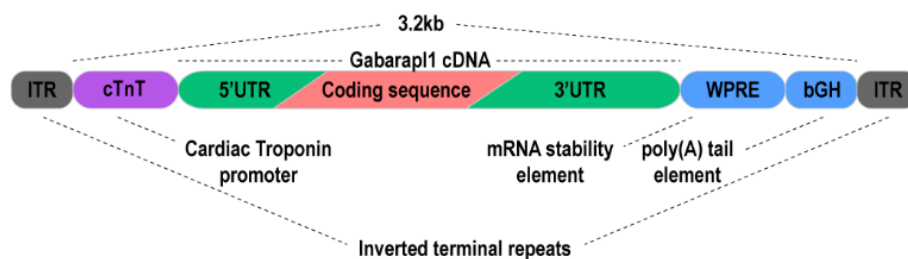 3.2kb
Gabarapl1 cDNA
ITR cTnT 5'UTR Coding sequence 3'UTR WPRE bGH ITR
Cardiac Troponin
promoter
mRNA stability
element
poly(A) tail
element
Inverted terminal repeats